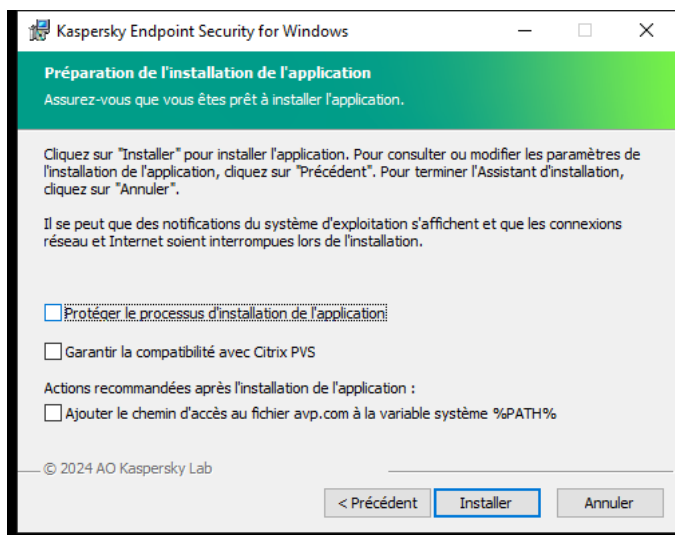 Kaspersky Endpoint Security for Windows
Préparation de l'installation de l'application
Assurez-vous que vous êtes prêt à installer l'application.
Cliquez sur "Installer" pour installer l'application. Pour consulter ou modifier les paramètres de
l'installation de l'application, cliquez sur "Précédent". Pour terminer l'Assistant d'installation,
cliquez sur "Annuler".
Il se peut que des notifications du système d'exploitation s'affichent et que les connexions
réseau et Internet soient interrompues lors de l'installation.
Protéger le processus d'installation de l'application
Garantir la compatibilité avec Citrix PVS
Actions recommandées après l'installation de l'application :
Ajouter le chemin d'accès au fichier avp.com à la variable système %PATH%
© 2024 AO Kaspersky Lab
< Précédent Installer Annuler